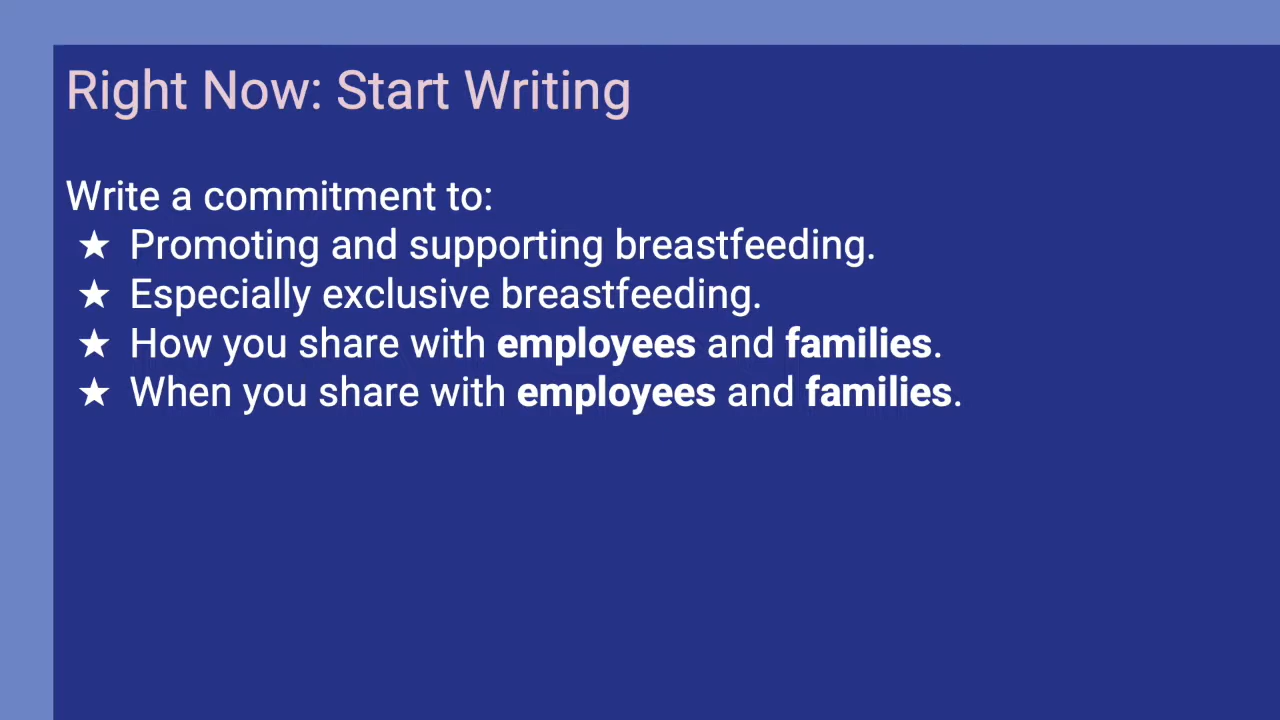 Right Now: Start Writing
Write a commitment to:
★ Promoting and supporting breastfeeding.
★ Especially exclusive breastfeeding.
★ How you share with employees and families.
★ When you share with employees and families.